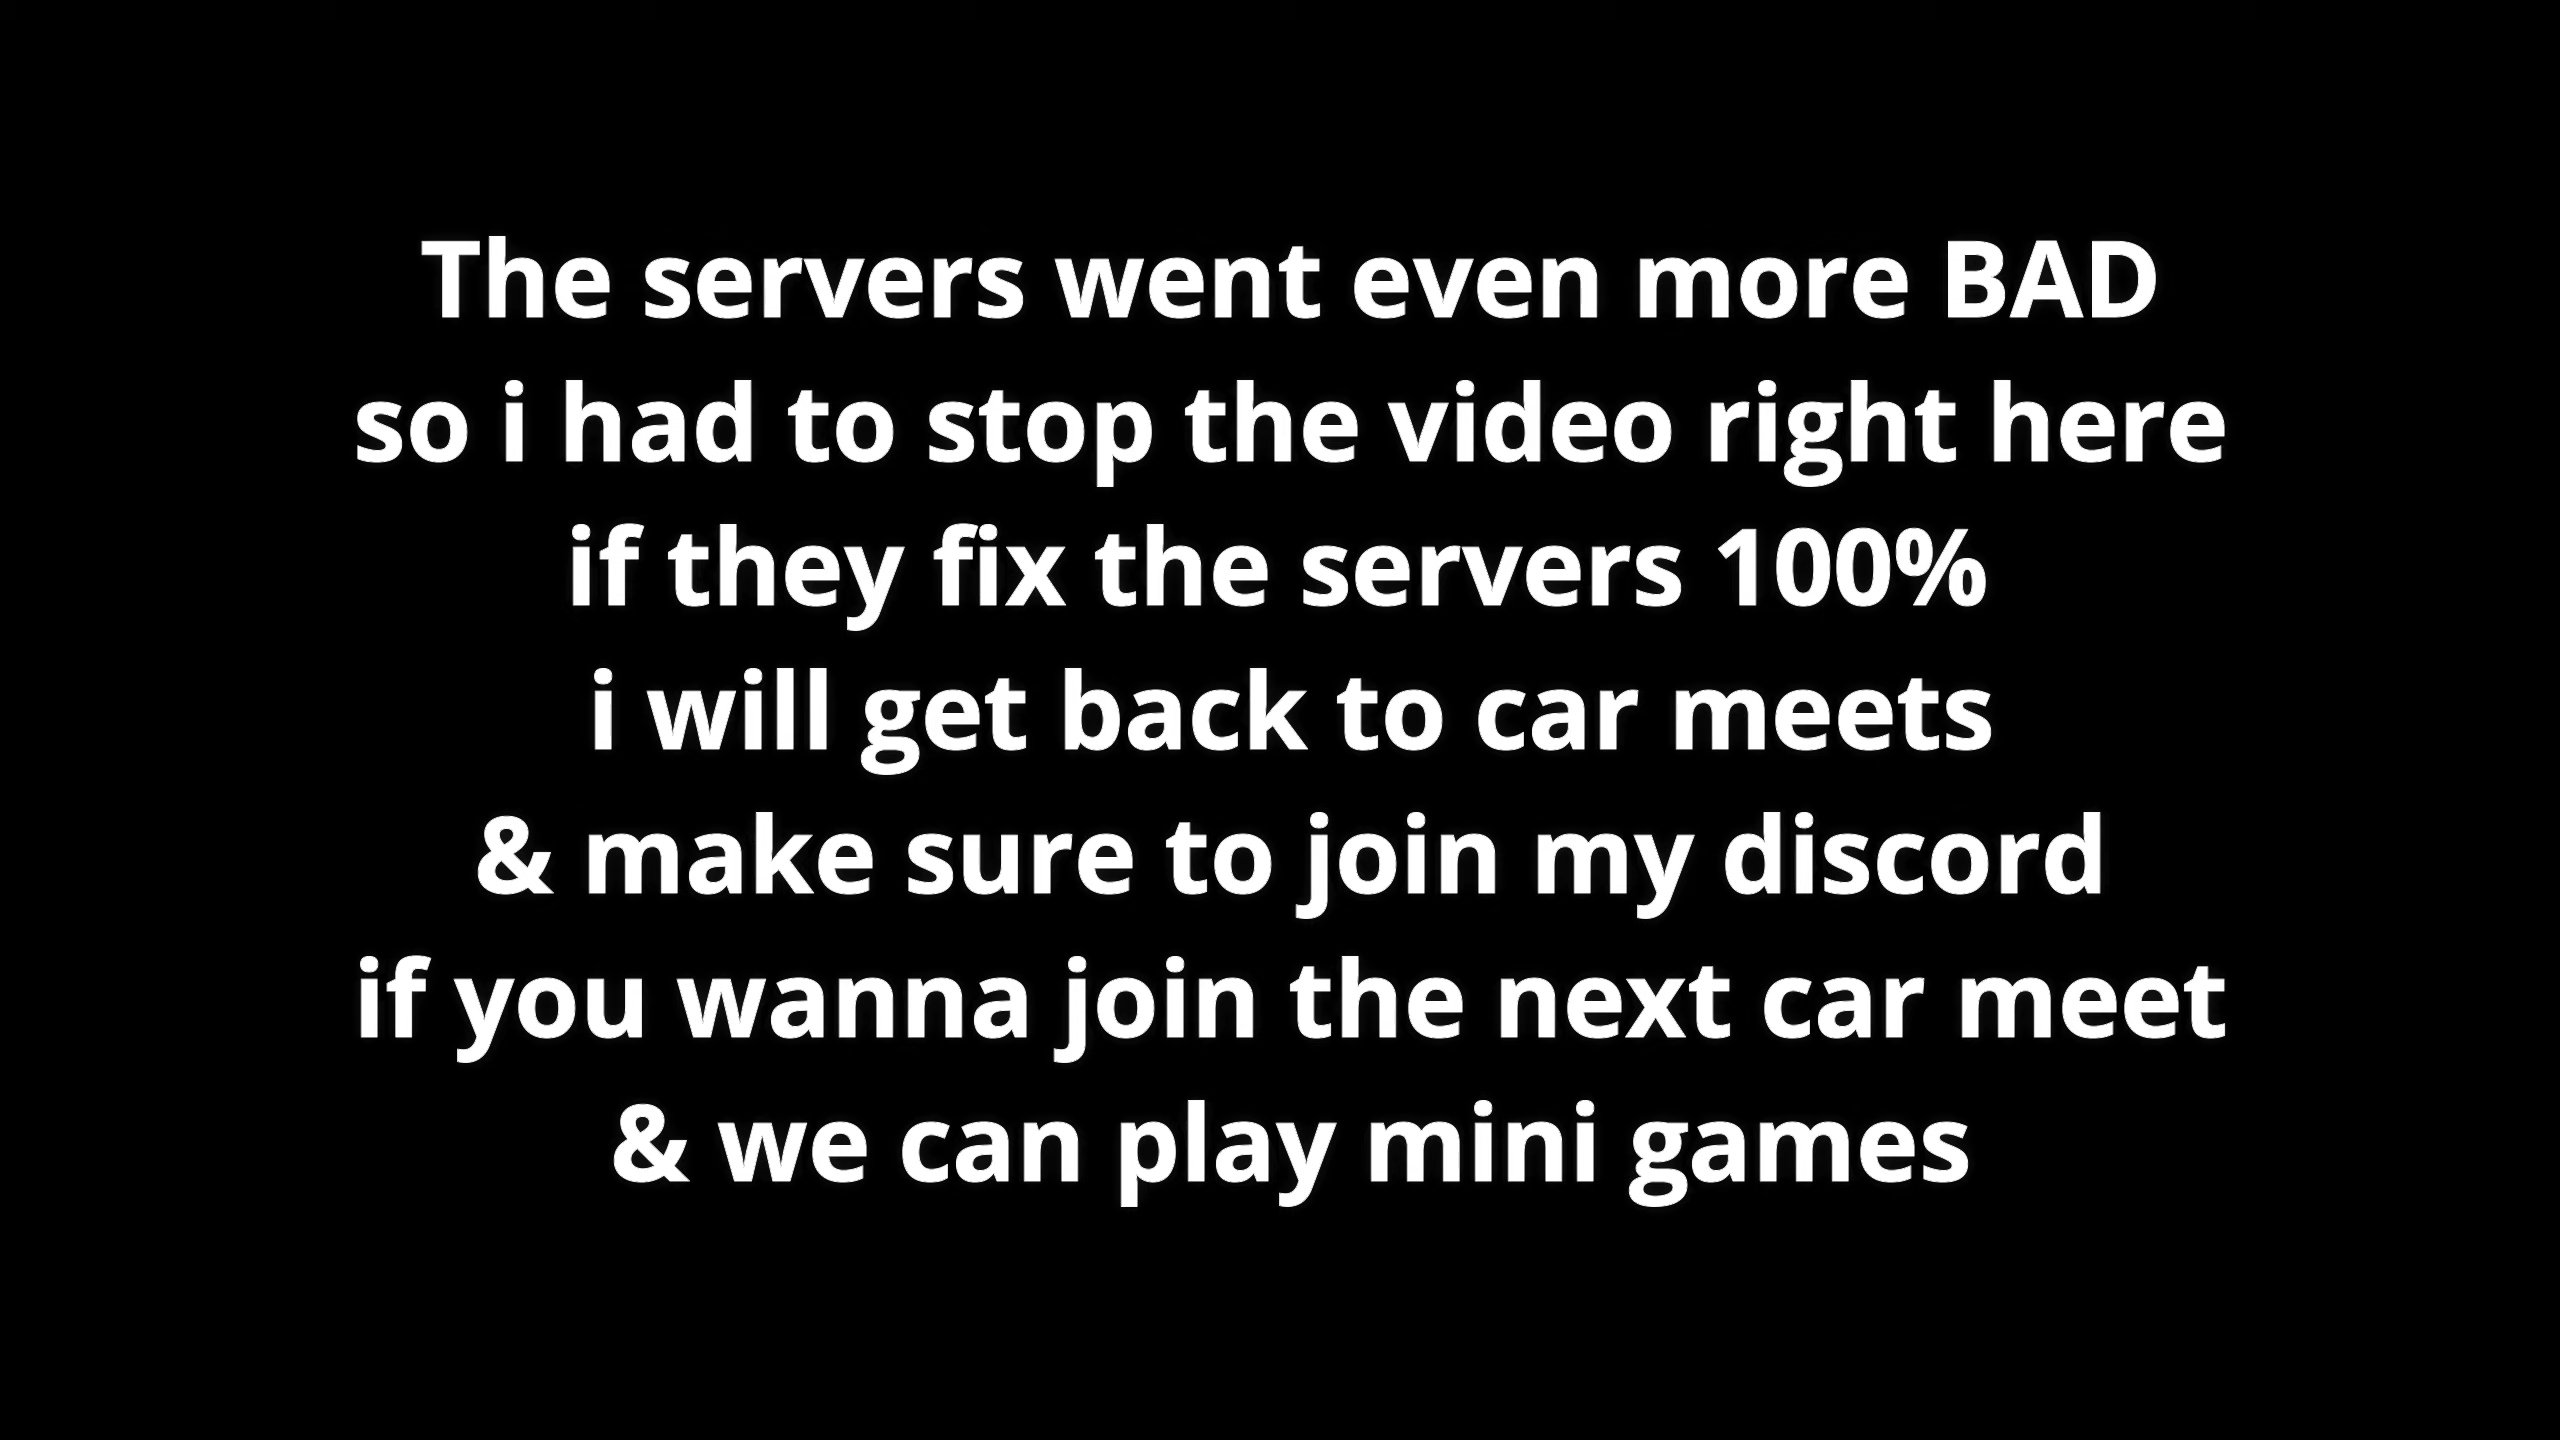 The servers went even more BAD
so i had to stop the video right here
if they fix the servers 100%
i will get back to car meets
& make sure to join my discord
if you wanna join the next car meet
& we can play mini games